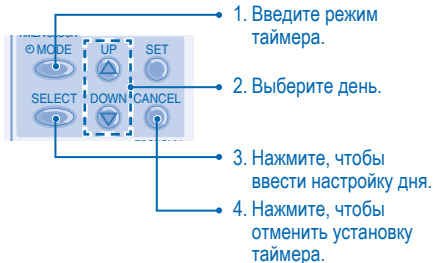 1. Введите режим
таймера.
MODE UP SET
2. Выберите день.
SELECT DOWN CANCEL
3. Нажмите, чтобы
ввести настройку дня.
4. Нажмите, чтобы
отменить установку
таймера.